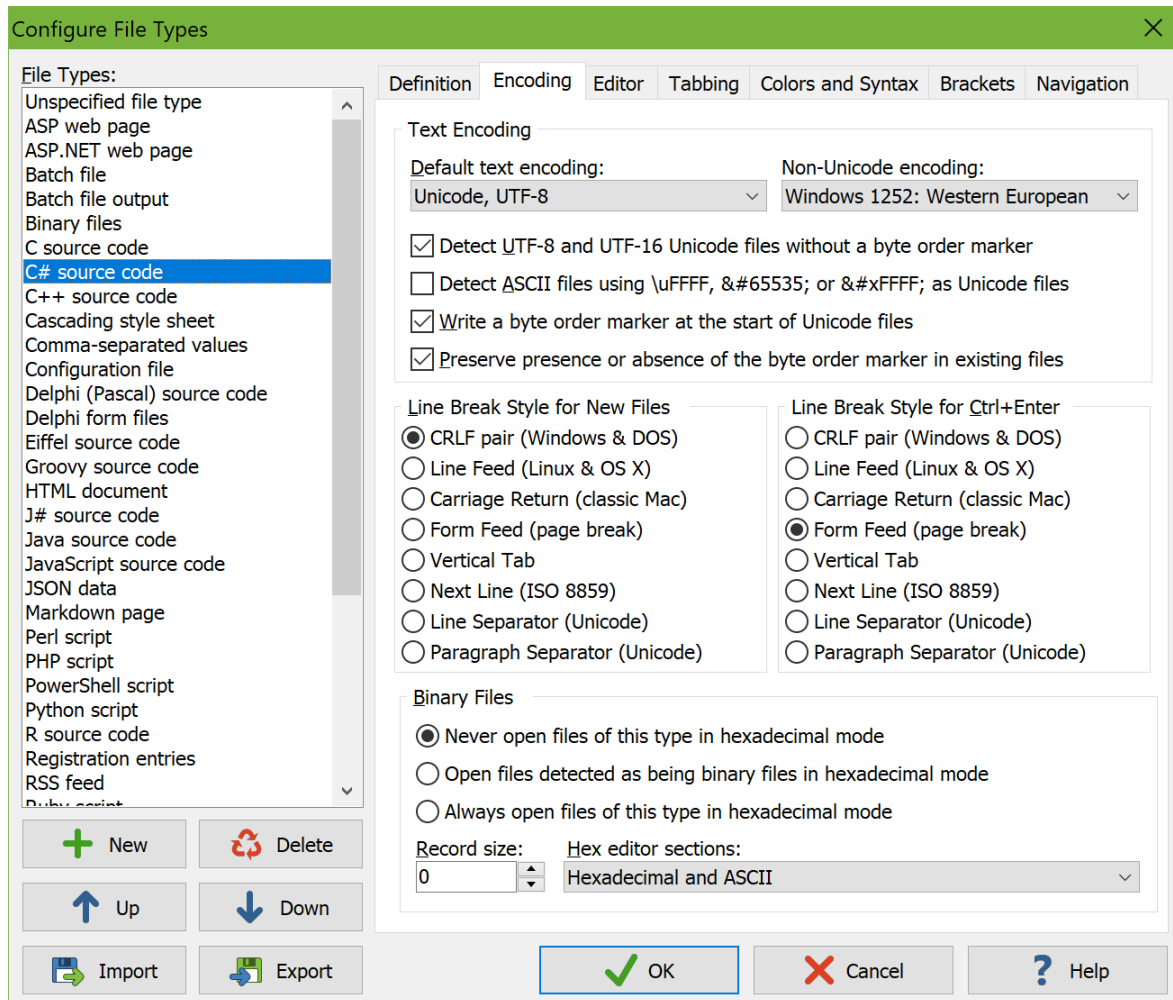 Configure File Types
File Types:
Unspecified file type
ASP web page
ASP.NET web page
Batch file
Batch file output
Binary files
C source code
C# source code
C++ source code
Cascading style sheet
Comma-separated values
Configuration file
Delphi (Pascal) source code
Delphi form files
Eiffel source code
Groovy source code
HTML document
J# source code
Java source code
JavaScript source code
JSON data
Markdown page
Perl script
PHP script
PowerShell script
Python script
R source code
Registration entries
RSS feed
Ruby script
New
Delete
Up
Down
Import
Export
Definition
Encoding
Editor
Tabbing
Colors and Syntax
Brackets
Navigation
Text Encoding
Default text encoding:
Unicode, UTF-8
Non-Unicode encoding:
Windows 1252: Western European
Detect UTF-8 and UTF-16 Unicode files without a byte order marker
Detect ASCII files using \uFFFF, &#65535; or &#xFFFF; as Unicode files
Write a byte order marker at the start of Unicode files
Preserve presence or absence of the byte order marker in existing files
Line Break Style for New Files
CRLF pair (Windows & DOS)
Line Feed (Linux & OS X)
Carriage Return (classic Mac)
Form Feed (page break)
Vertical Tab
Next Line (ISO 8859)
Line Separator (Unicode)
Paragraph Separator (Unicode)
Line Break Style for Ctrl+Enter
CRLF pair (Windows & DOS)
Line Feed (Linux & OS X)
Carriage Return (classic Mac)
Form Feed (page break)
Vertical Tab
Next Line (ISO 8859)
Line Separator (Unicode)
Paragraph Separator (Unicode)
Binary Files
Never open files of this type in hexadecimal mode
Open files detected as being binary files in hexadecimal mode
Always open files of this type in hexadecimal mode
Record size:
0
Hex editor sections:
Hexadecimal and ASCII
OK
Cancel
Help